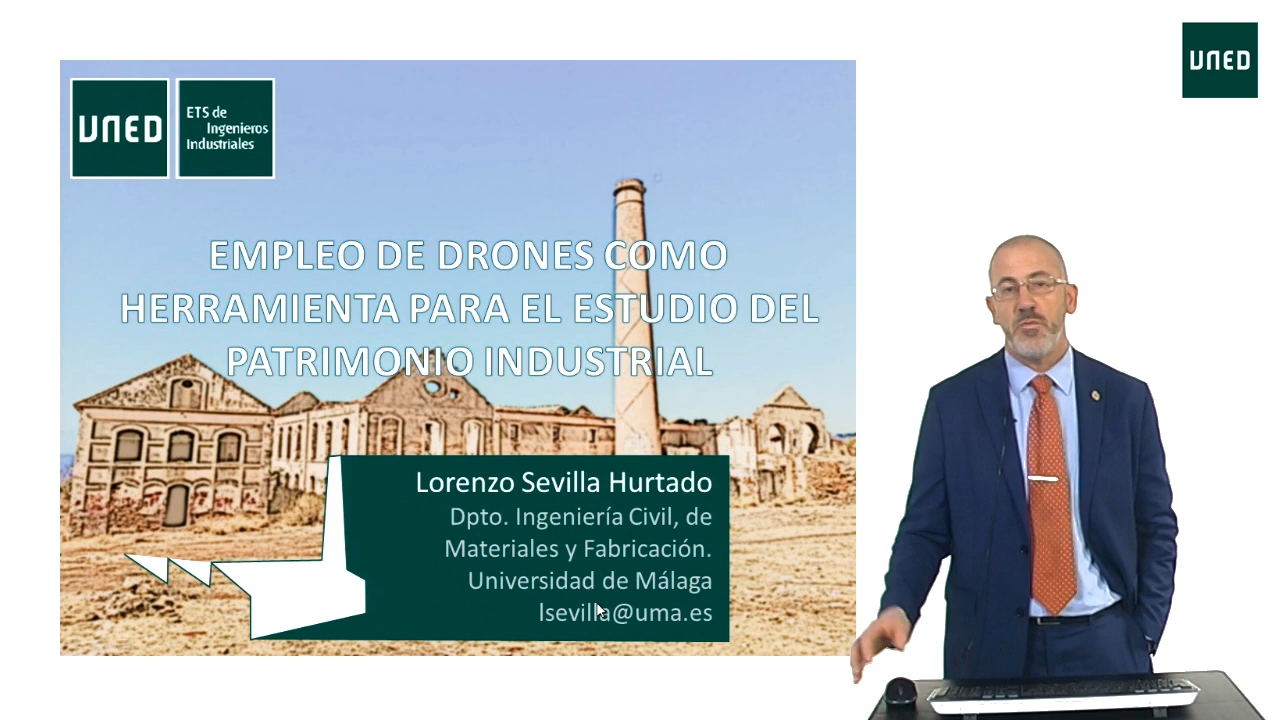 UNED
ETS de
Ingenieros
Industriales
UNED
EMPLEO DE DRONES COMO
HERRAMIENTA PARA EL ESTUDIO DEL
PATRIMONIO INDUSTRIAL
Lorenzo Sevilla Hurtado
Dpto. Ingeniería Civil, de
Materiales y Fabricación.
Universidad de Málaga
lsevilla@uma.es